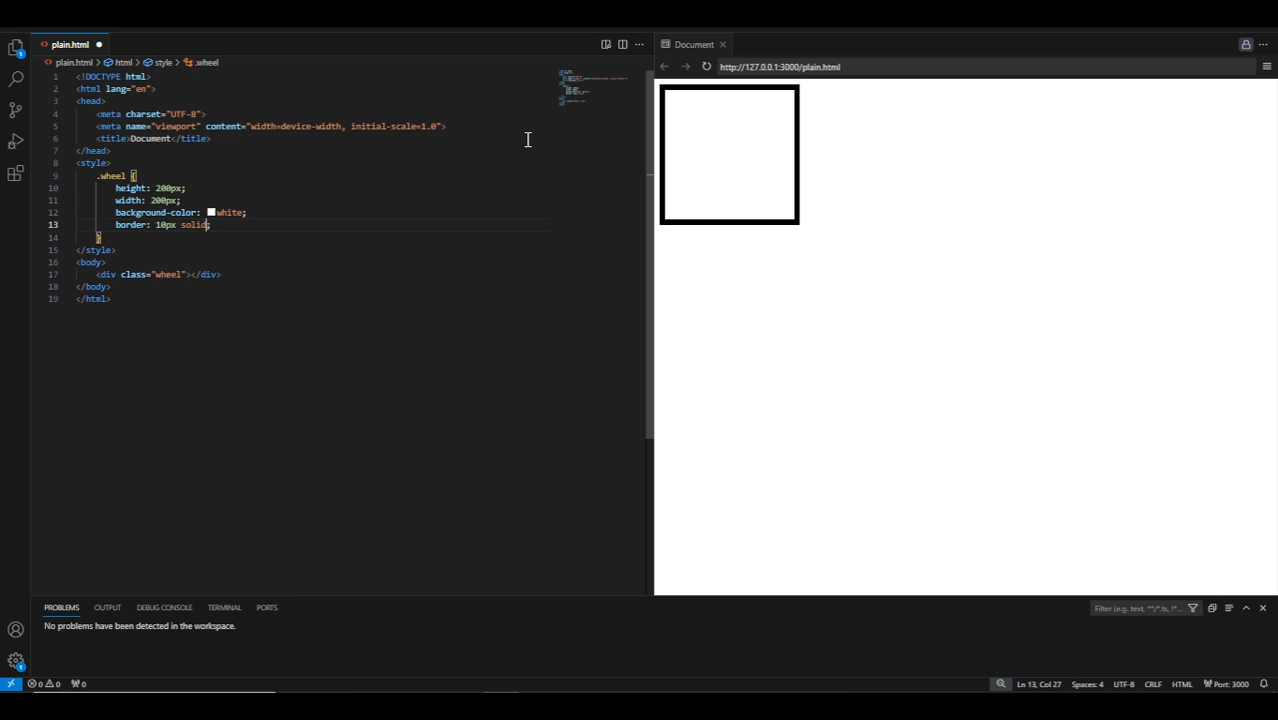 plain.html
plain.html > html > style > .wheel
1 <!DOCTYPE html>
2 <html lang="en">
3 <head>
4 <meta charset="UTF-8">
5 <meta name="viewport" content="width=device-width, initial-scale=1.0">
6 <title>Document</title>
7 </head>
8 <style>
9 .wheel {
10 height: 200px;
11 width: 200px;
12 background-color: white;
13 border: 10px solid;
14 }
15 </style>
16 <body>
17 <div class="wheel"></div>
18 </body>
19 </html>
Document
http://127.0.0.1:3000/plain.html
PROBLEMS OUTPUT DEBUG CONSOLE TERMINAL PORTS
Filter (e.g. text, **/*.ts, !*...
No problems have been detected in the workspace.
1
1
0 0 0
Ln 13, Col 27 Spaces: 4 UTF-8 CRLF HTML Port: 3000